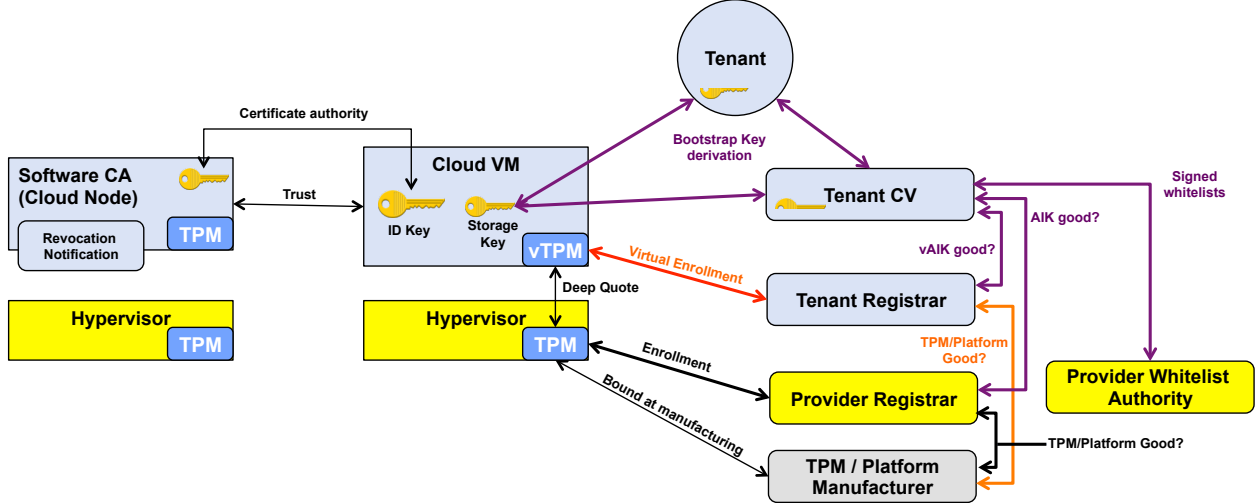 Tenant
Certificate authority
Bootstrap Key
derivation
Software CA
(Cloud Node)
TPM
Revocation
Notification
Trust
Cloud VM
ID Key
Storage
Key
vTPM
Tenant CV
Signed
whitelists
AIK good?
vAIK good?
Virtual Enrollment
Deep Quote
Tenant Registrar
Hypervisor
TPM
Hypervisor
TPM
Enrollment
TPM/Platform
Good?
Provider Registrar
Provider Whitelist
Authority
Bound at manufacturing
TPM/Platform Good?
TPM / Platform
Manufacturer